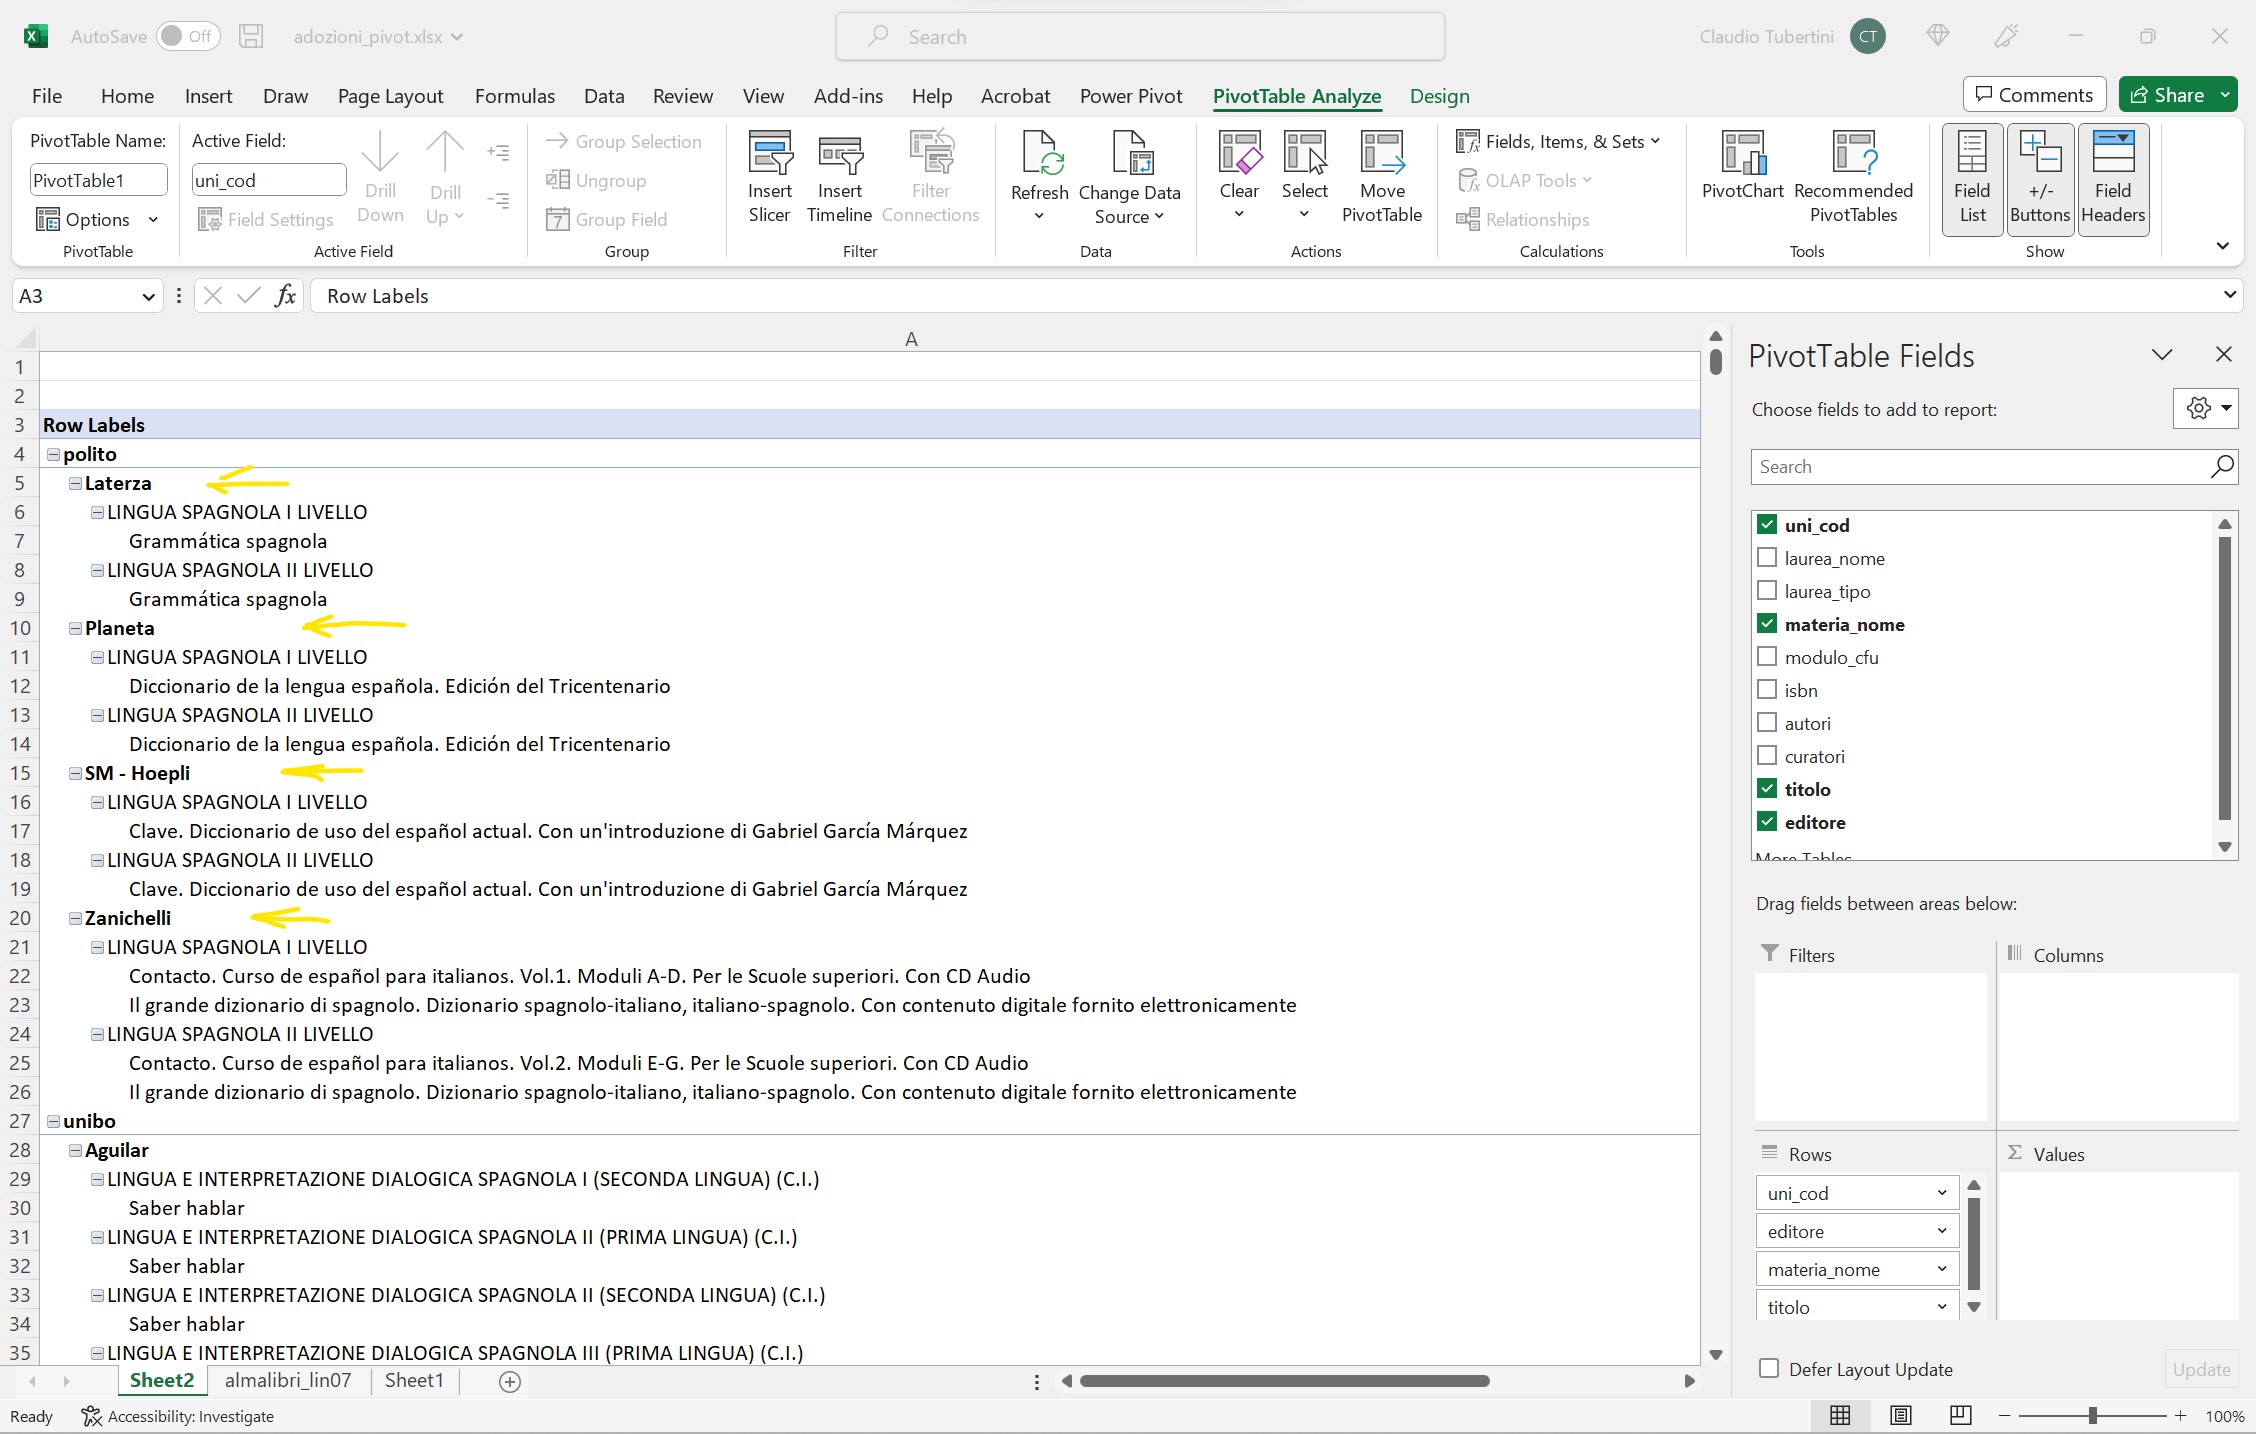 AutoSave Off adozioni_pivot.xlsx Search Claudio Tubertini CT
File Home Insert Draw Page Layout Formulas Data Review View Add-ins Help Acrobat Power Pivot PivotTable Analyze Design Comments Share
PivotTable Name:
PivotTable1
Options
PivotTable
Active Field:
uni_cod
Field Settings
Drill Down
Drill Up
Active Field
Group Selection
Ungroup
7 Group Field
Group
Insert Slicer
Insert Timeline
Filter Connections
Filter
Refresh
Change Data Source
Data
Clear
Select
Move PivotTable
Actions
Fields, Items, & Sets
OLAP Tools
Relationships
Calculations
PivotChart
Recommended PivotTables
Tools
Field List
+/- Buttons
Field Headers
Show
A3 fx Row Labels
A
1
2
3 Row Labels
4 polito
5 Laterza
6 LINGUA SPAGNOLA I LIVELLO
7 Grammática spagnola
8 LINGUA SPAGNOLA II LIVELLO
9 Grammática spagnola
10 Planeta
11 LINGUA SPAGNOLA I LIVELLO
12 Diccionario de la lengua española. Edición del Tricentenario
13 LINGUA SPAGNOLA II LIVELLO
14 Diccionario de la lengua española. Edición del Tricentenario
15 SM - Hoepli
16 LINGUA SPAGNOLA I LIVELLO
17 Clave. Diccionario de uso del español actual. Con un'introduzione di Gabriel García Márquez
18 LINGUA SPAGNOLA II LIVELLO
19 Clave. Diccionario de uso del español actual. Con un'introduzione di Gabriel García Márquez
20 Zanichelli
21 LINGUA SPAGNOLA I LIVELLO
22 Contacto. Curso de español para italianos. Vol.1. Moduli A-D. Per le Scuole superiori. Con CD Audio
23 Il grande dizionario di spagnolo. Dizionario spagnolo-italiano, italiano-spagnolo. Con contenuto digitale fornito elettronicamente
24 LINGUA SPAGNOLA II LIVELLO
25 Contacto. Curso de español para italianos. Vol.2. Moduli E-G. Per le Scuole superiori. Con CD Audio
26 Il grande dizionario di spagnolo. Dizionario spagnolo-italiano, italiano-spagnolo. Con contenuto digitale fornito elettronicamente
27 unibo
28 Aguilar
29 LINGUA E INTERPRETAZIONE DIALOGICA SPAGNOLA I (SECONDA LINGUA) (C.I.)
30 Saber hablar
31 LINGUA E INTERPRETAZIONE DIALOGICA SPAGNOLA II (PRIMA LINGUA) (C.I.)
32 Saber hablar
33 LINGUA E INTERPRETAZIONE DIALOGICA SPAGNOLA II (SECONDA LINGUA) (C.I.)
34 Saber hablar
35 LINGUA E INTERPRETAZIONE DIALOGICA SPAGNOLA III (PRIMA LINGUA) (C.I.)
PivotTable Fields
Choose fields to add to report:
Search
uni_cod
laurea_nome
laurea_tipo
materia_nome
modulo_cfu
isbn
autori
curatori
titolo
editore
More Tables
Drag fields between areas below:
Filters
Columns
Rows
Σ Values
uni_cod
editore
materia_nome
titolo
Defer Layout Update Update
Sheet2 almalibri_lin07 Sheet1
Ready Accessibility: Investigate 100%